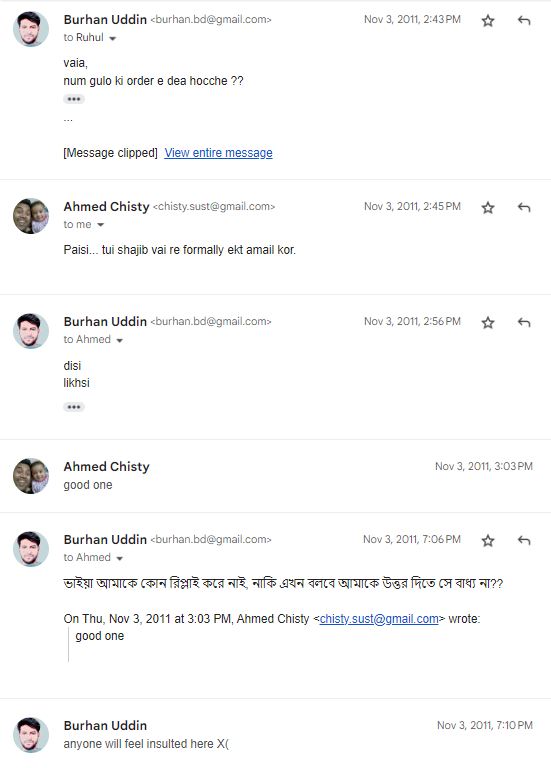 Burhan Uddin <burhan.bd@gmail.com> Nov 3, 2011, 2:43 PM
to Ruhul
vaia,
num gulo ki order e dea hocche ??
...
[Message clipped] View entire message
Ahmed Chisty <chisty.sust@gmail.com> Nov 3, 2011, 2:45 PM
to me
Paisi... tui shajib vai re formally ekt amail kor.
Burhan Uddin <burhan.bd@gmail.com> Nov 3, 2011, 2:56 PM
to Ahmed
disi
likhsi
Ahmed Chisty Nov 3, 2011, 3:03 PM
good one
Burhan Uddin <burhan.bd@gmail.com> Nov 3, 2011, 7:06 PM
to Ahmed
ভাইয়া আমাকে কোন রিপ্লাই করে নাই, নাকি এখন বলবে আমাকে উত্তর দিতে সে বাধ্য না??
On Thu, Nov 3, 2011 at 3:03 PM, Ahmed Chisty <chisty.sust@gmail.com> wrote:
good one
Burhan Uddin Nov 3, 2011, 7:10 PM
anyone will feel insulted here X(